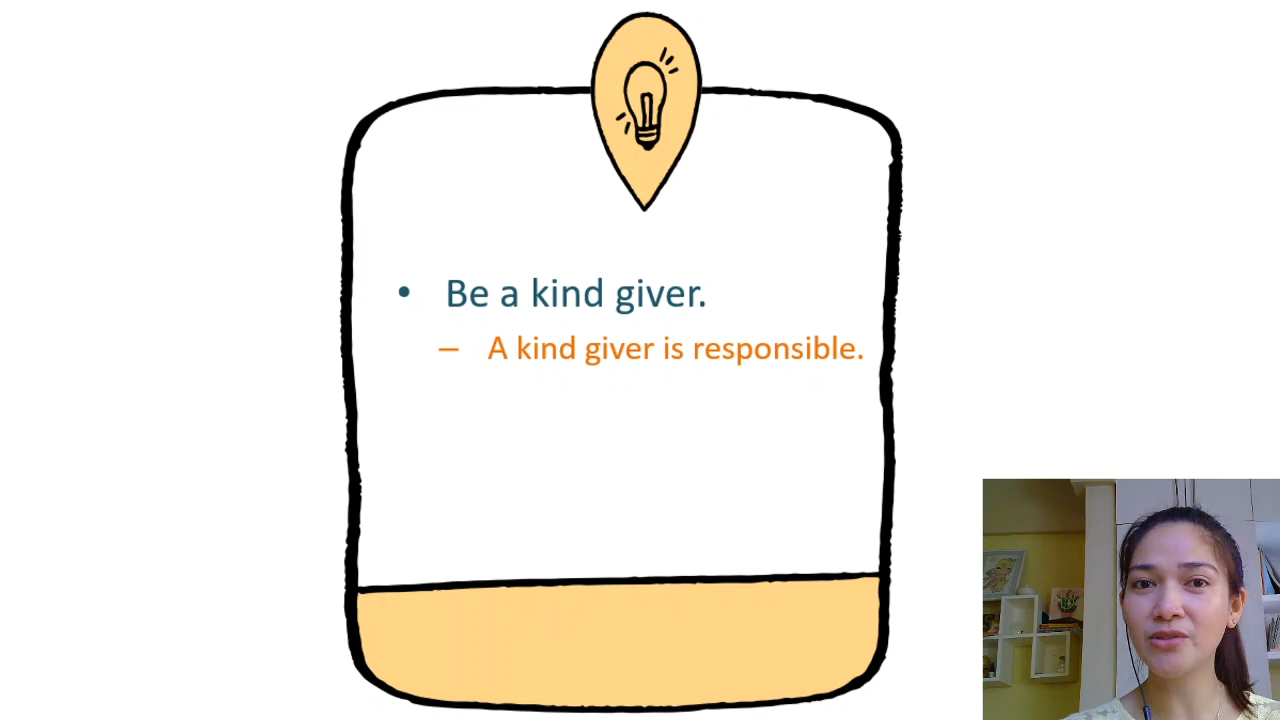 • Be a kind giver.
– A kind giver is responsible.